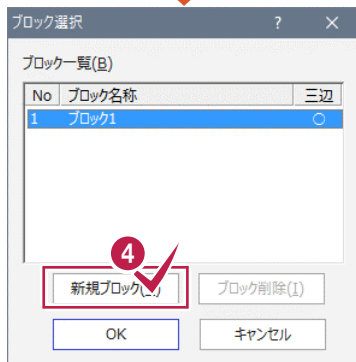 ブロック選択 ? ×
ブロック一覧(B)
No ブロック名称 三辺
1 ブロック1 ○
4
新規ブロック( ) ブロック削除(I)
OK キャンセル